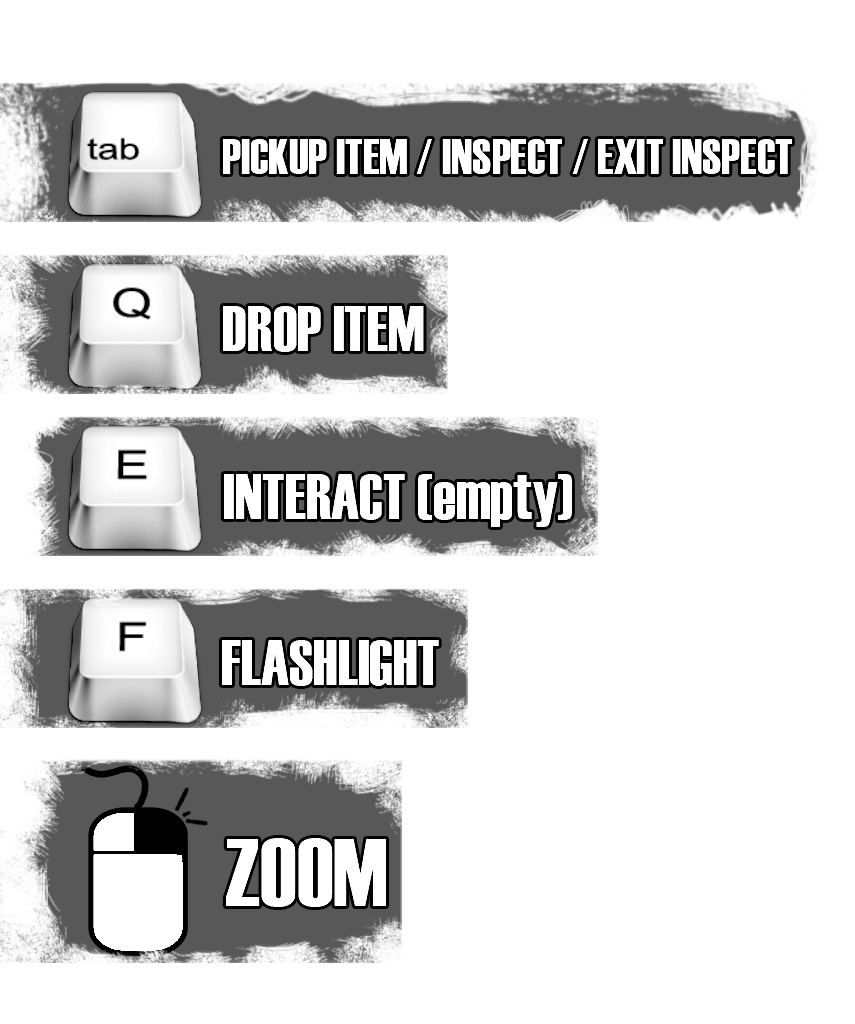 tab PICKUP ITEM / INSPECT / EXIT INSPECT
Q DROP ITEM
E INTERACT (empty)
F FLASHLIGHT
ZOOM